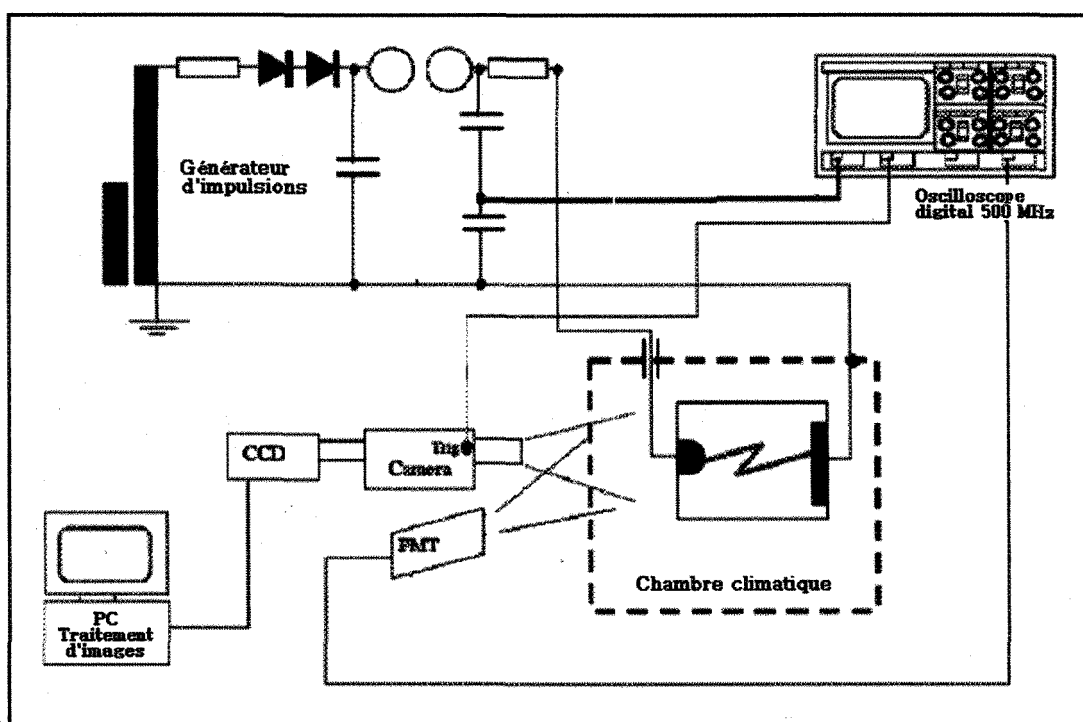 Générateur
d'impulsions
Oscilloscope
digital 500 MHz
Trig
CCD
Camera
PMT
Chambre climatique
PC
Traitement
d'images